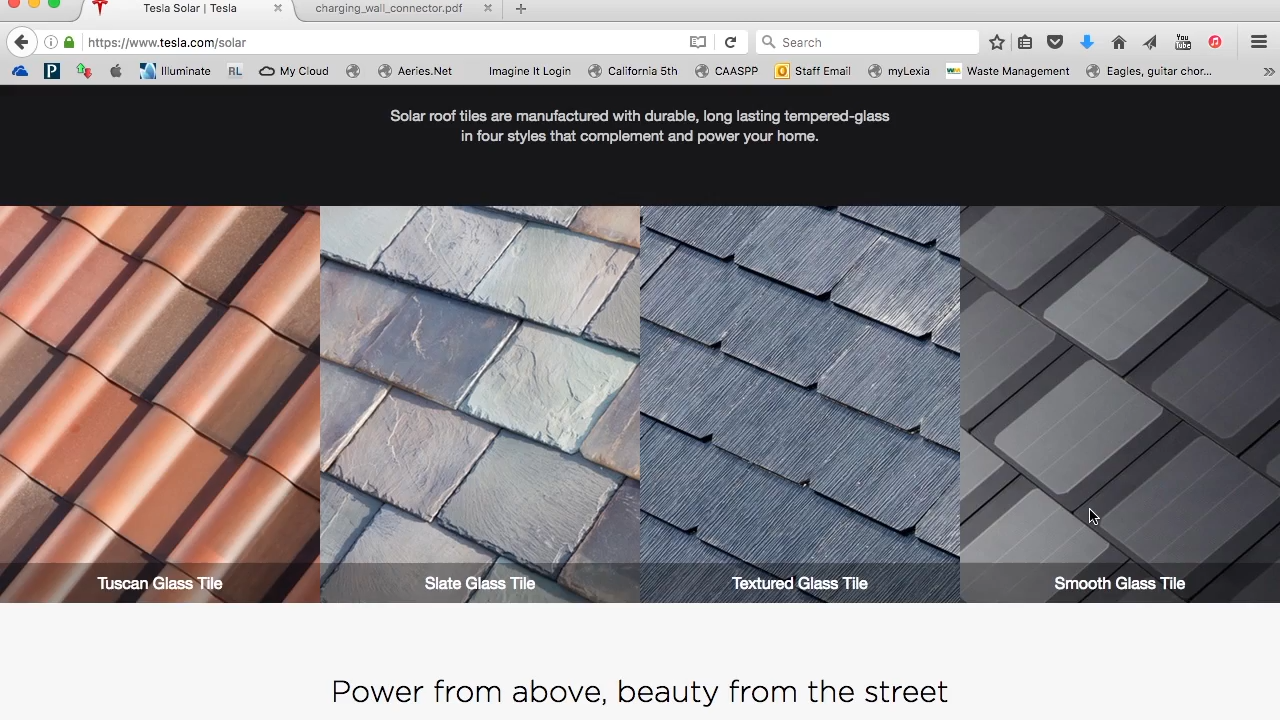 Tesla Solar | Tesla
charging_wall_connector.pdf
https://www.tesla.com/solar
Search
You
Tube
P
Illuminate
RL
My Cloud
Aeries.Net
Imagine It Login
California 5th
CAASPP
Staff Email
myLexia
Waste Management
Eagles, guitar chor...
Solar roof tiles are manufactured with durable, long lasting tempered-glass
in four styles that complement and power your home.
Tuscan Glass Tile
Slate Glass Tile
Textured Glass Tile
Smooth Glass Tile
Power from above, beauty from the street